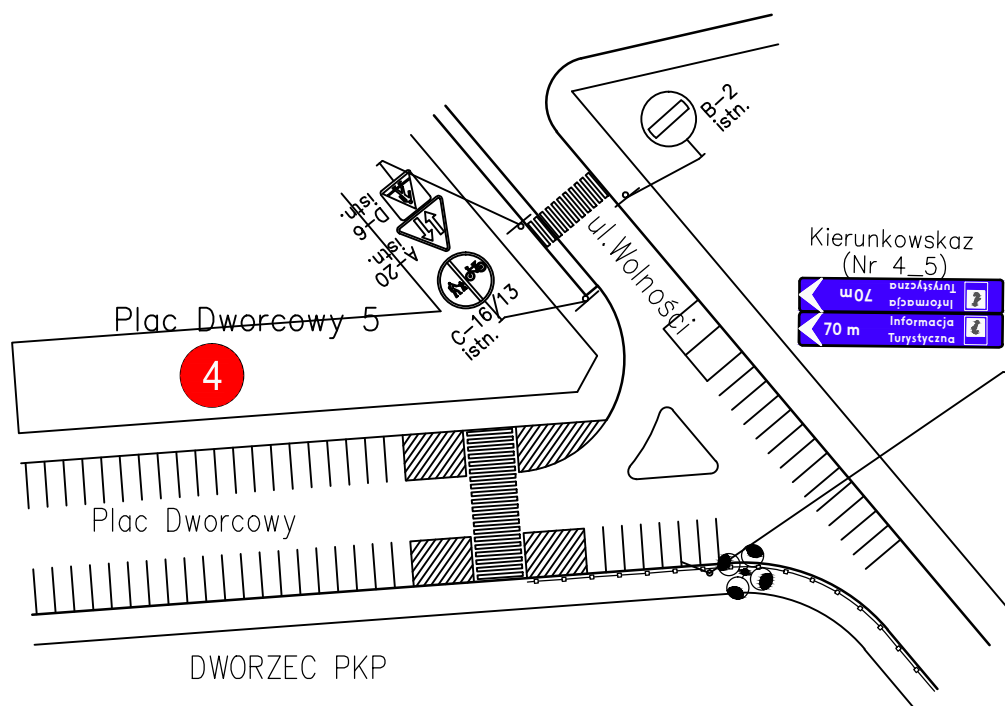 B-2
istn.
D-6
istn.
A-20
istn.
C-16/13
istn.
ul. Wolności
Kierunkowskaz
(Nr 4_5)
70m
Informacja
Turystyczna
70 m
Informacja
Turystyczna
Plac Dworcowy 5
4
Plac Dworcowy
DWORZEC PKP